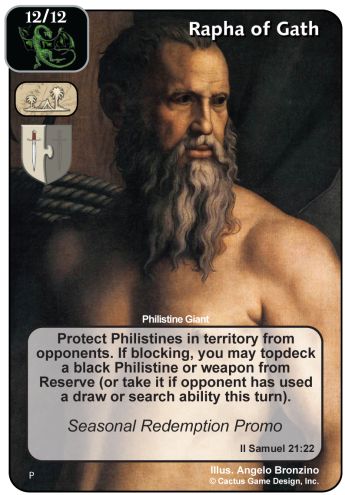 12/12
Rapha of Gath
Philistine Giant
Protect Philistines in territory from
opponents. If blocking, you may topdeck
a black Philistine or weapon from
Reserve (or take it if opponent has used
a draw or search ability this turn).
Seasonal Redemption Promo
II Samuel 21:22
P
Illus. Angelo Bronzino
© Cactus Game Design, Inc.